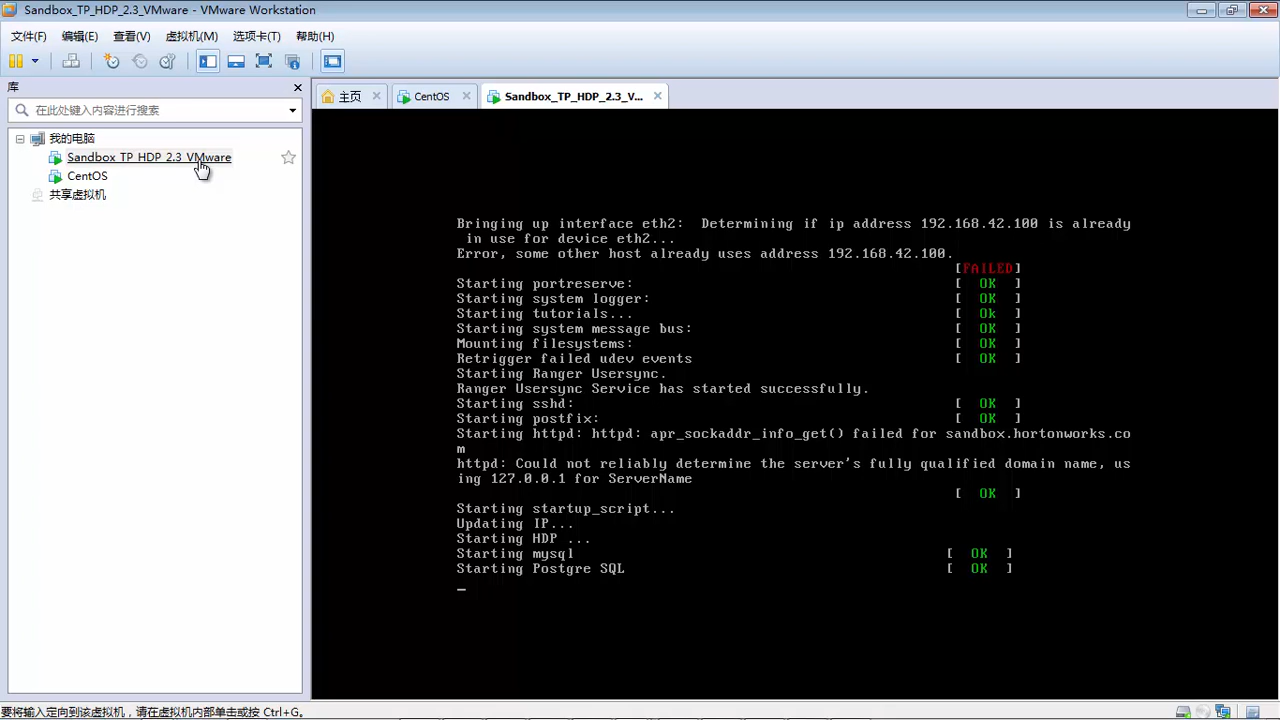 Sandbox_TP_HDP_2.3_VMware - VMware Workstation
文件(F) 编辑(E) 查看(V) 虚拟机(M) 选项卡(T) 帮助(H)
库
在此处键入内容进行搜索
我的电脑
Sandbox_TP_HDP_2.3_VMware
CentOS
共享虚拟机
主页 CentOS Sandbox_TP_HDP_2.3_V...
Bringing up interface eth2:  Determining if ip address 192.168.42.100 is already
in use for device eth2...
Error, some other host already uses address 192.168.42.100.
[FAILED]
Starting portreserve: [  OK  ]
Starting system logger: [  OK  ]
Starting tutorials... [  Ok  ]
Starting system message bus: [  OK  ]
Mounting filesystems: [  OK  ]
Retrigger failed udev events [  OK  ]
Starting Ranger Usersync.
Ranger Usersync Service has started successfully.
Starting sshd: [  OK  ]
Starting postfix: [  OK  ]
Starting httpd: httpd: apr_sockaddr_info_get() failed for sandbox.hortonworks.co
m
httpd: Could not reliably determine the server's fully qualified domain name, us
ing 127.0.0.1 for ServerName
[  OK  ]
Starting startup_script...
Updating IP...
Starting HDP ...
Starting mysql [  OK  ]
Starting Postgre SQL [  OK  ]
要将输入定向到该虚拟机，请在虚拟机内部单击或按 Ctrl+G。